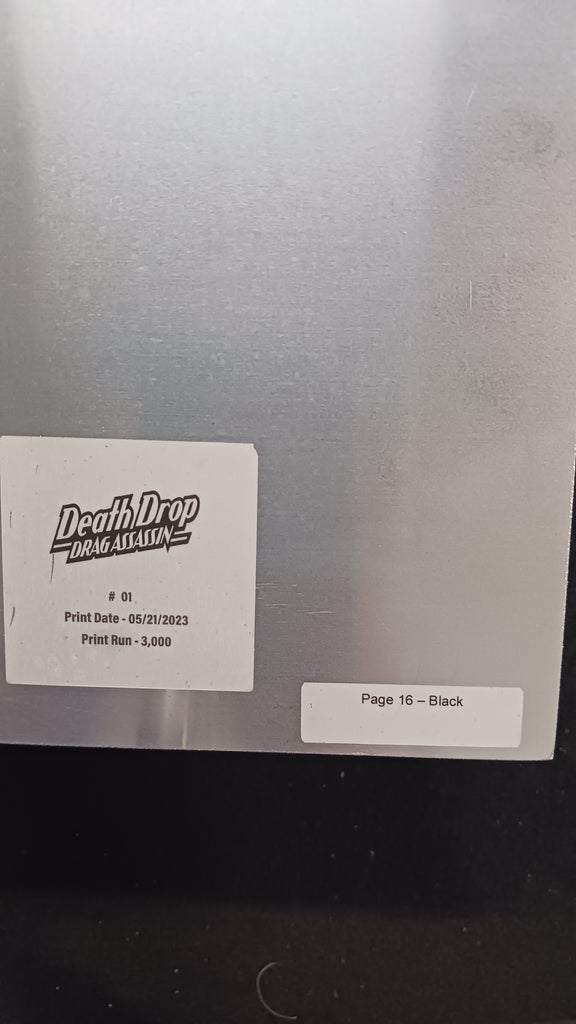 Death Drop
DRAG ASSASSIN
# 01
Print Date - 05/21/2023
Print Run - 3,000
Page 16 – Black